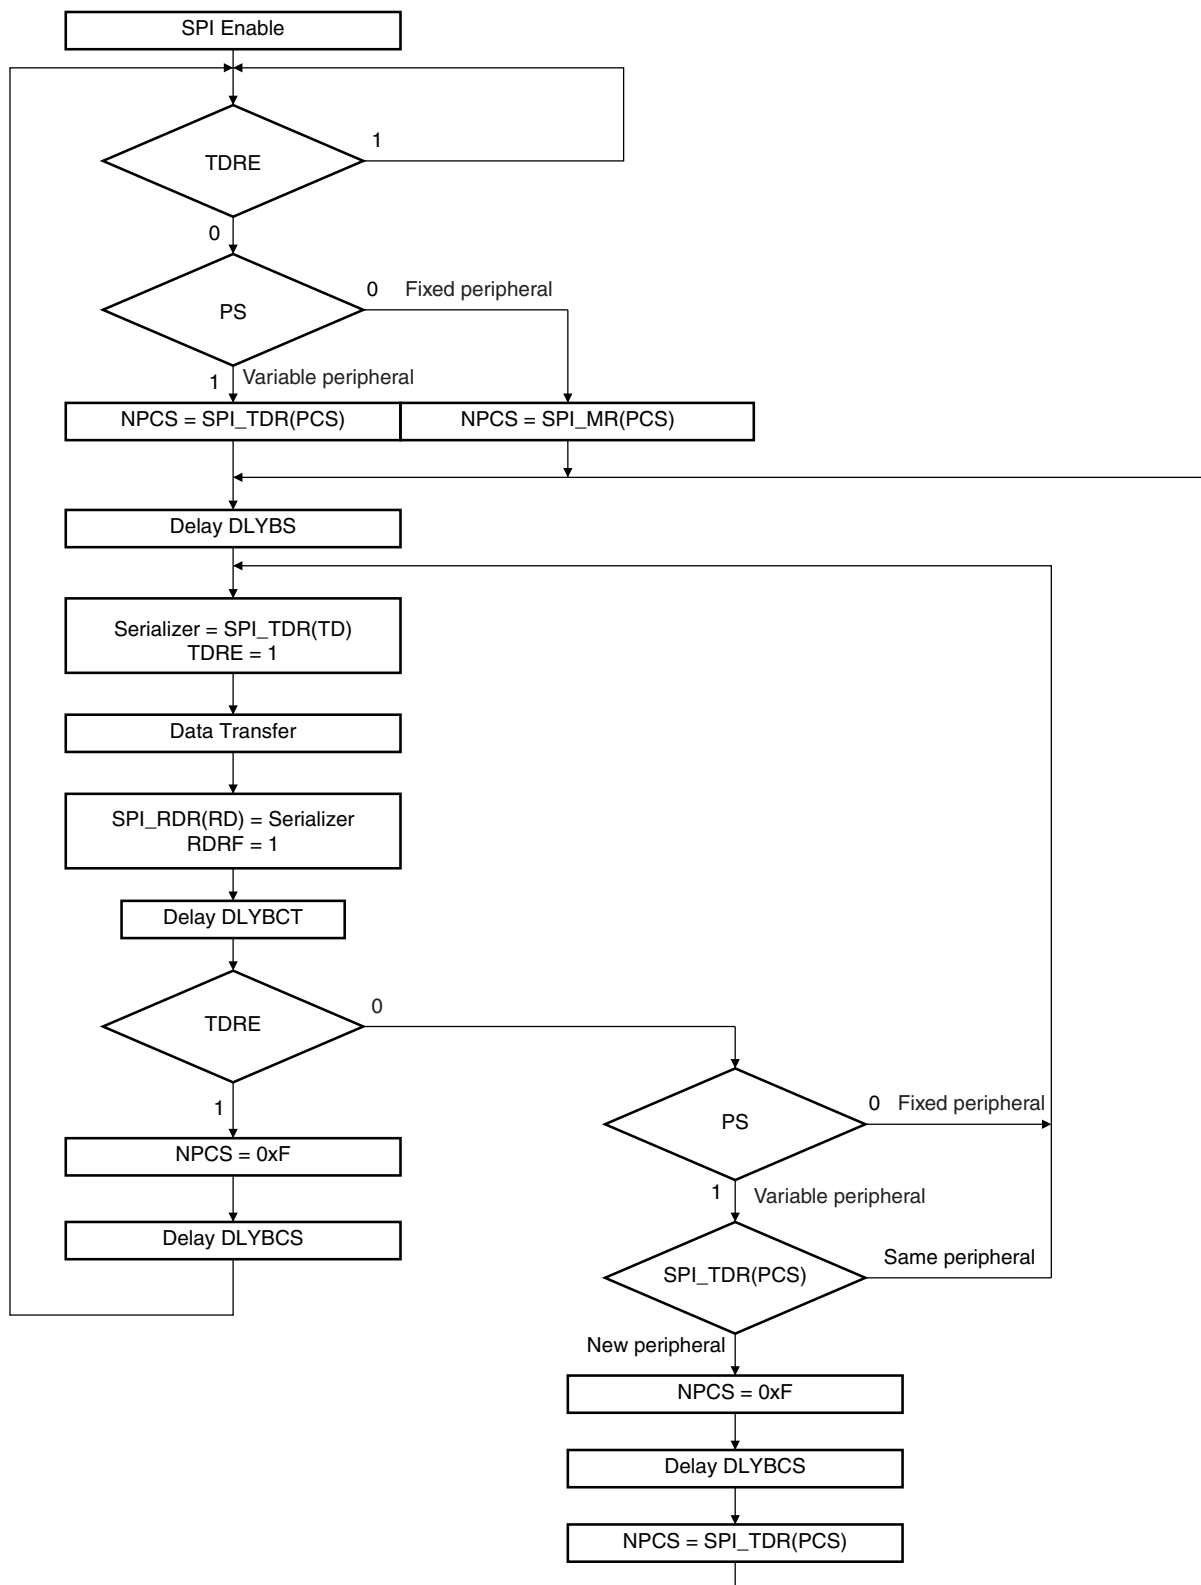 SPI Enable
TDRE
1
0
PS
0 Fixed peripheral
1 Variable peripheral
NPCS = SPI_TDR(PCS)
NPCS = SPI_MR(PCS)
Delay DLYBS
Serializer = SPI_TDR(TD)
TDRE = 1
Data Transfer
SPI_RDR(RD) = Serializer
RDRF = 1
Delay DLYBCT
TDRE
0
1
NPCS = 0xF
Delay DLYBCS
PS
0 Fixed peripheral
1 Variable peripheral
SPI_TDR(PCS)
Same peripheral
New peripheral
NPCS = 0xF
Delay DLYBCS
NPCS = SPI_TDR(PCS)